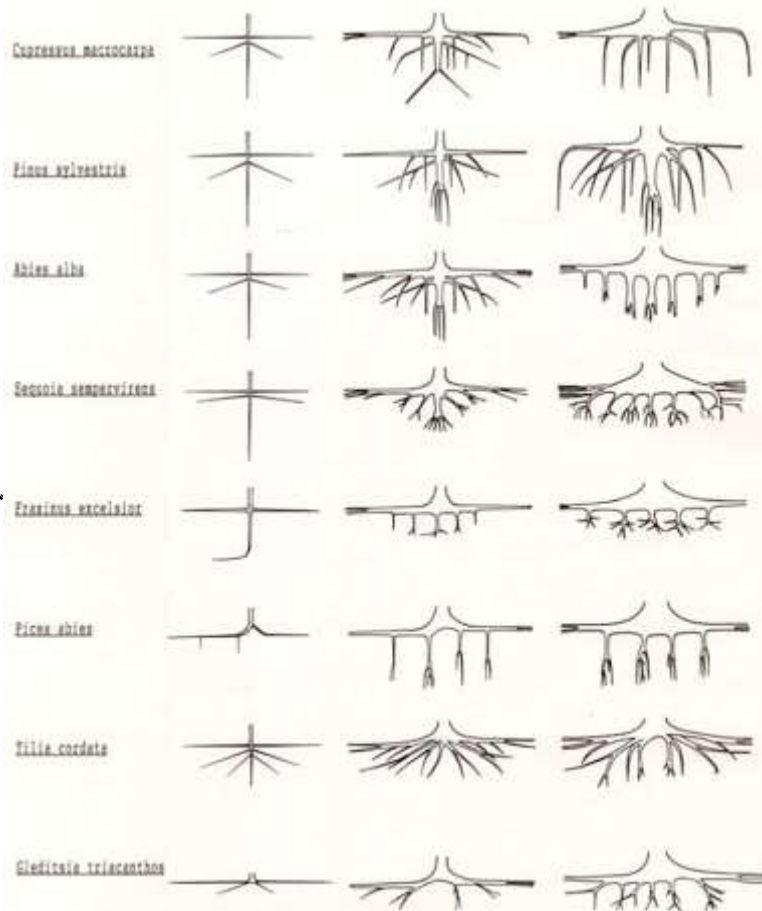 Cupressus macrocarpa
Pinus sylvestris
Abies alba
Sequoia sempervirens
Fraxinus excelsior
Picea abies
Tilia cordata
Gleditsia triacanthos